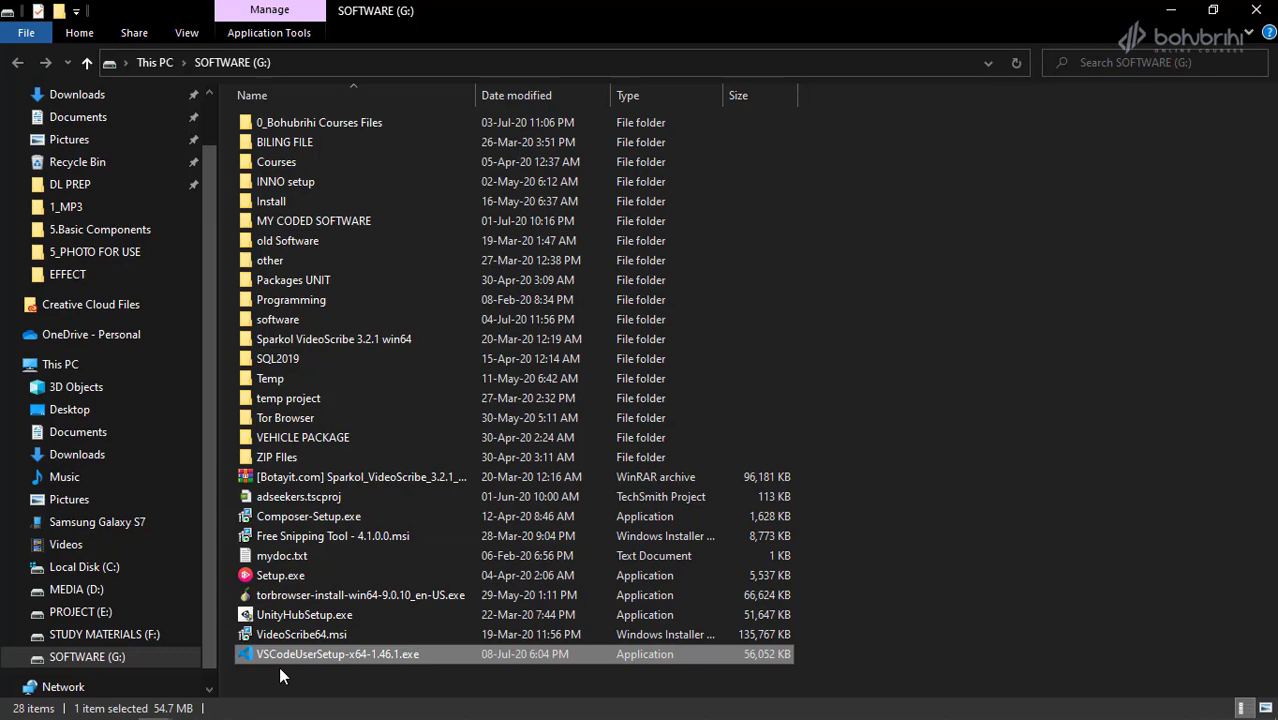 Manage
SOFTWARE (G:)
File
Home
Share
View
Application Tools
bohubrihi
ONLINE COURSES
This PC
SOFTWARE (G:)
Search SOFTWARE (G:)
Name
Date modified
Type
Size
Downloads
Documents
Pictures
Recycle Bin
DL PREP
1_MP3
5.Basic Components
5_PHOTO FOR USE
EFFECT
Creative Cloud Files
OneDrive - Personal
This PC
3D Objects
Desktop
Documents
Downloads
Music
Pictures
Samsung Galaxy S7
Videos
Local Disk (C:)
MEDIA (D:)
PROJECT (E:)
STUDY MATERIALS (F:)
SOFTWARE (G:)
Network
0_Bohubrihi Courses Files 03-Jul-20 11:06 PM File folder
BILING FILE 26-Mar-20 3:51 PM File folder
Courses 05-Apr-20 12:37 AM File folder
INNO setup 02-May-20 6:12 AM File folder
Install 16-May-20 6:37 AM File folder
MY CODED SOFTWARE 01-Jul-20 10:16 PM File folder
old Software 19-Mar-20 1:47 AM File folder
other 27-Mar-20 12:38 PM File folder
Packages UNIT 30-Apr-20 3:09 AM File folder
Programming 08-Feb-20 8:34 PM File folder
software 04-Jul-20 11:56 PM File folder
Sparkol VideoScribe 3.2.1 win64 20-Mar-20 12:19 AM File folder
SQL2019 15-Apr-20 12:14 AM File folder
Temp 11-May-20 6:42 AM File folder
temp project 27-Mar-20 2:32 PM File folder
Tor Browser 30-May-20 5:11 AM File folder
VEHICLE PACKAGE 30-Apr-20 2:24 AM File folder
ZIP FIles 30-Apr-20 3:11 AM File folder
[Botayit.com] Sparkol_VideoScribe_3.2.1_... 20-Mar-20 12:16 AM WinRAR archive 96,181 KB
adseekers.tscproj 01-Jun-20 10:00 AM TechSmith Project 113 KB
Composer-Setup.exe 12-Apr-20 8:46 AM Application 1,628 KB
Free Snipping Tool - 4.1.0.0.msi 28-Mar-20 9:04 PM Windows Installer ... 8,773 KB
mydoc.txt 06-Feb-20 6:56 PM Text Document 1 KB
Setup.exe 04-Apr-20 2:06 AM Application 5,537 KB
torbrowser-install-win64-9.0.10_en-US.exe 29-May-20 1:11 PM Application 66,624 KB
UnityHubSetup.exe 22-Mar-20 7:44 PM Application 51,647 KB
VideoScribe64.msi 19-Mar-20 11:56 PM Windows Installer ... 135,767 KB
VSCodeUserSetup-x64-1.46.1.exe 08-Jul-20 6:04 PM Application 56,052 KB
28 items
1 item selected 54.7 MB